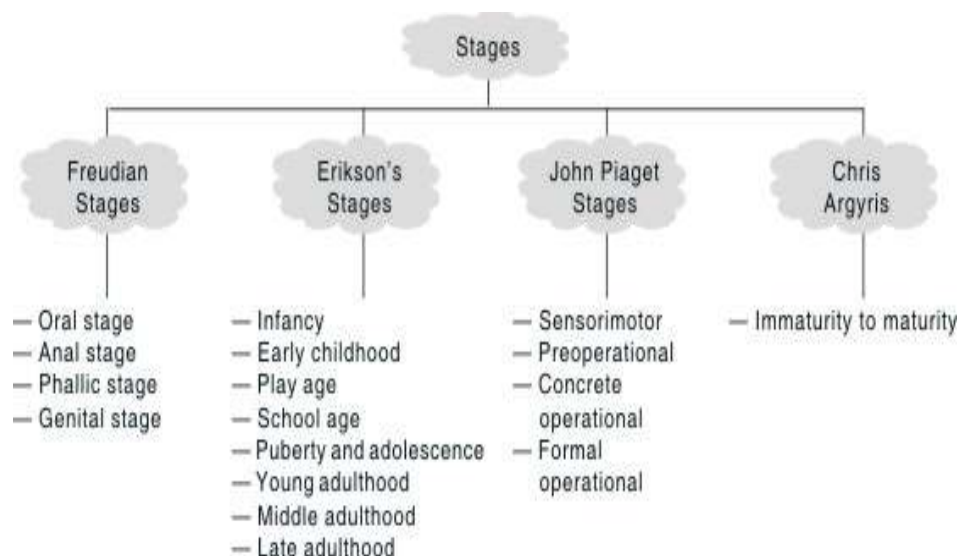 Stages
Freudian
Stages
Erikson's
Stages
John Piaget
Stages
Chris
Argyris
— Oral stage
— Anal stage
— Phallic stage
— Genital stage
— Infancy
— Early childhood
— Play age
— School age
— Puberty and adolescence
— Young adulthood
— Middle adulthood
— Late adulthood
— Sensorimotor
— Preoperational
— Concrete
operational
— Formal
operational
— Immaturity to maturity